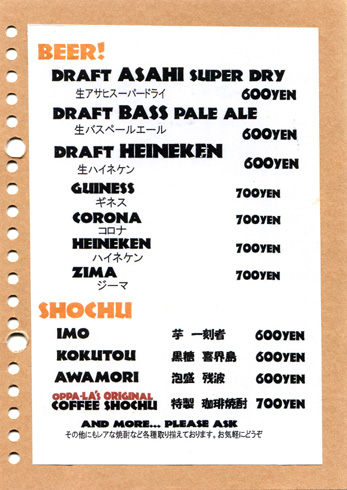 BEER!
DRAFT ASAHI SUPER DRY
生アサヒスーパードライ 600YEN
DRAFT BASS PALE ALE
生バスペールエール 600YEN
DRAFT HEINEKEN
生ハイネケン 600YEN
GUINESS 700YEN
ギネス
CORONA 700YEN
コロナ
HEINEKEN 700YEN
ハイネケン
ZIMA 700YEN
ジーマ
SHOCHU
IMO 芋 一刻者 600YEN
KOKUTOU 黒糖 喜界島 600YEN
AWAMORI 泡盛 残波 600YEN
OPPA-LA'S ORIGINAL
COFFEE SHOCHU 特製 珈琲焼酎 700YEN
AND MORE... PLEASE ASK
その他にもレアな焼酎など各種取り揃えております。お気軽にどうぞ